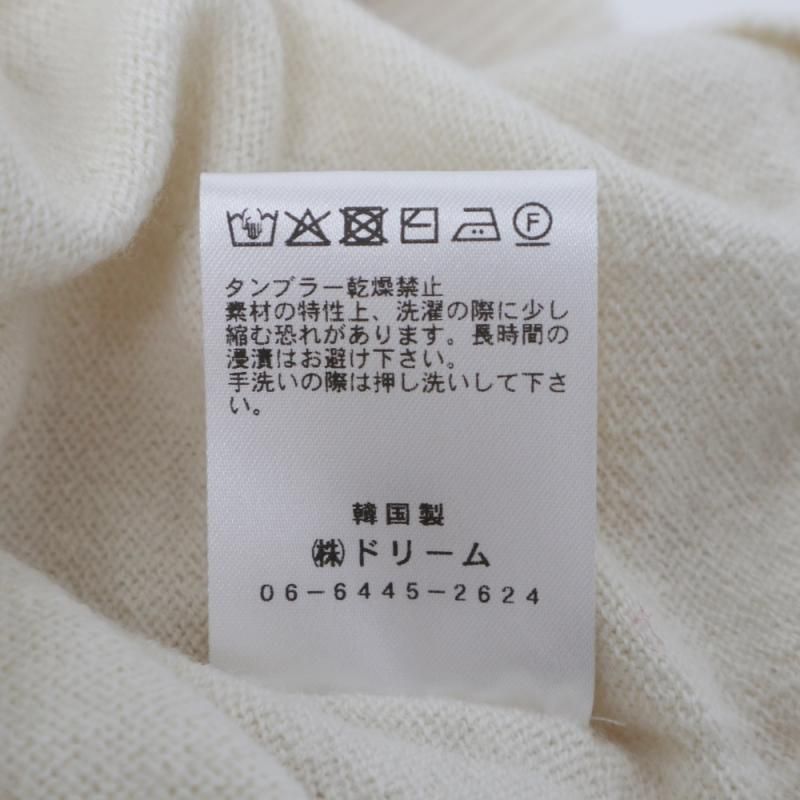 F
タンブラー乾燥禁止
素材の特性上、洗濯の際に少し
縮む恐れがあります。長時間の
浸漬はお避け下さい。
手洗いの際は押し洗いして下さ
い。
韓国製
㈱ドリーム
06-6445-2624